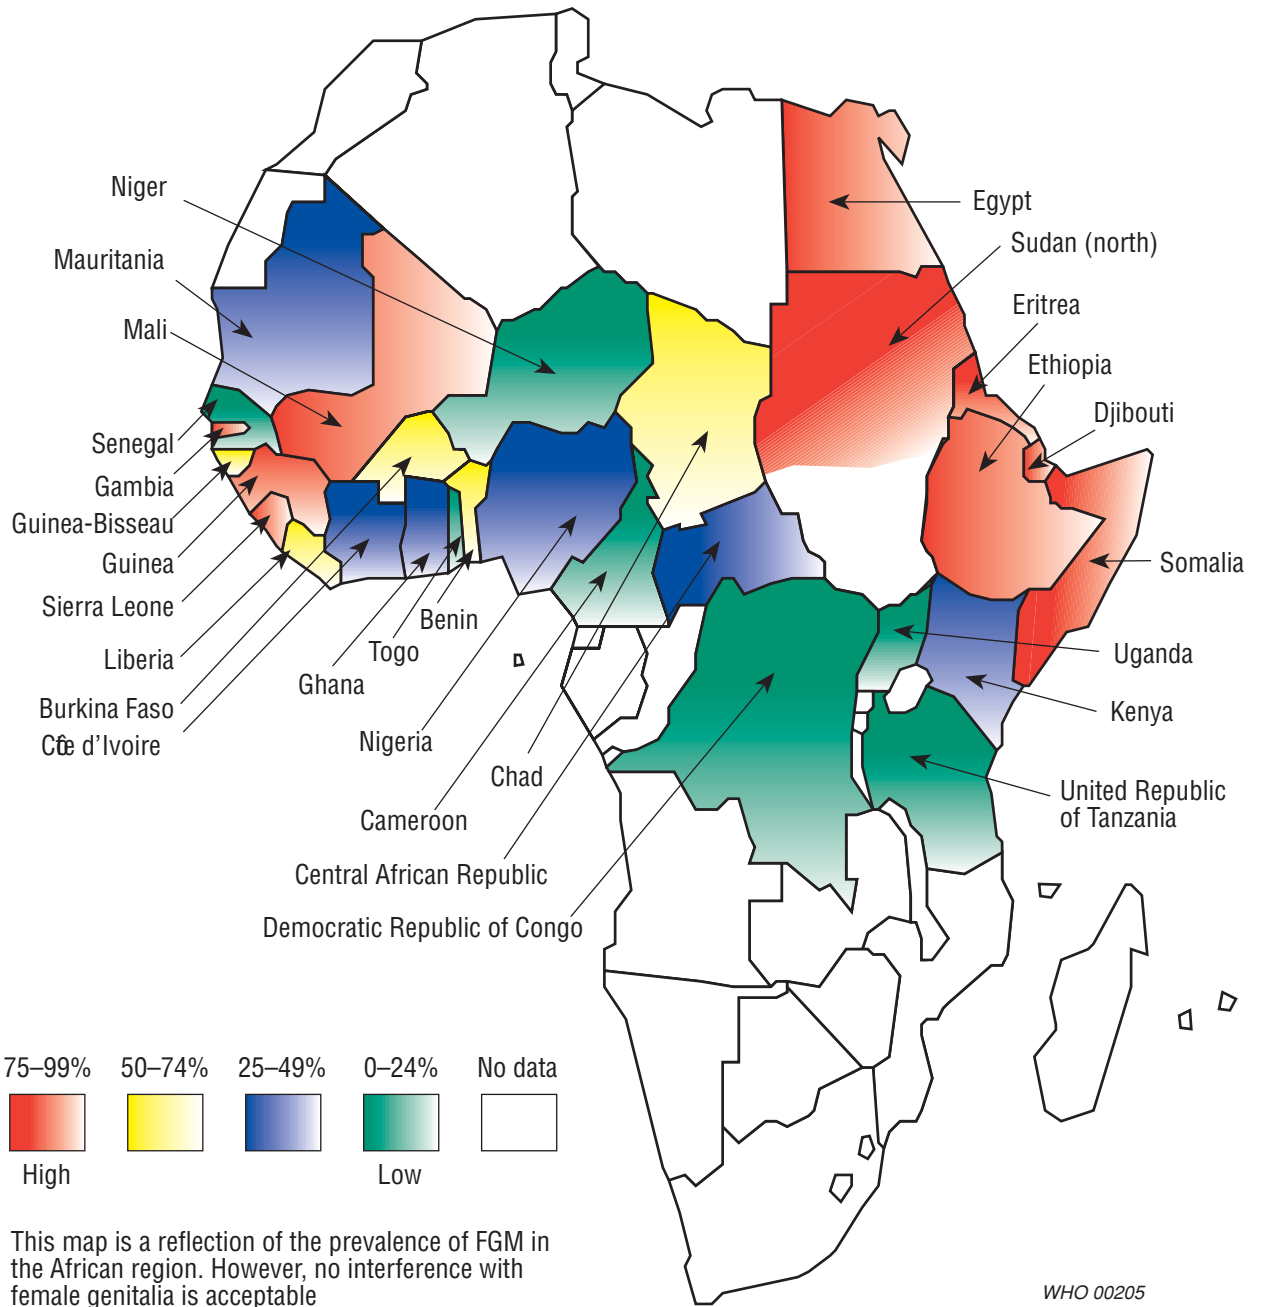 Niger
Mauritania
Mali
Senegal
Gambia
Guinea-Bisseau
Guinea
Sierra Leone
Liberia
Burkina Faso
Côte d'Ivoire
Ghana
Togo
Benin
Nigeria
Chad
Cameroon
Central African Republic
Democratic Republic of Congo
Egypt
Sudan (north)
Eritrea
Ethiopia
Djibouti
Somalia
Uganda
Kenya
United Republic
of Tanzania
75–99% 50–74% 25–49% 0–24% No data
High Low
This map is a reflection of the prevalence of FGM in
the African region. However, no interference with
female genitalia is acceptable
WHO 00205